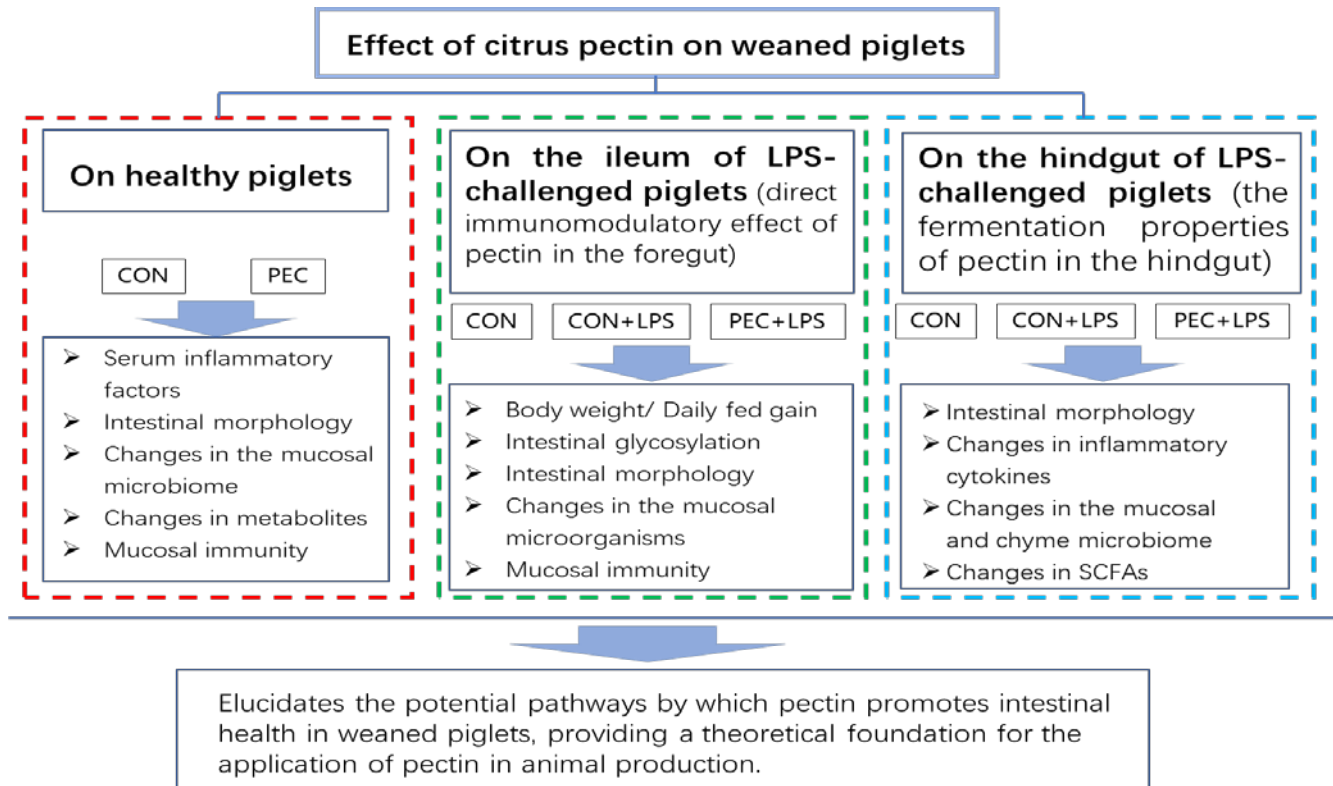 Effect of citrus pectin on weaned piglets
On healthy piglets
CON
PEC
➤ Serum inflammatory
factors
➤ Intestinal morphology
➤ Changes in the mucosal
microbiome
➤ Changes in metabolites
➤ Mucosal immunity
On the ileum of LPS-
challenged piglets (direct
immunomodulatory effect of
pectin in the foregut)
CON
CON+LPS
PEC+LPS
➤ Body weight/ Daily fed gain
➤ Intestinal glycosylation
➤ Intestinal morphology
➤ Changes in the mucosal
microorganisms
➤ Mucosal immunity
On the hindgut of LPS-
challenged piglets (the
fermentation properties
of pectin in the hindgut)
CON
CON+LPS
PEC+LPS
➤ Intestinal morphology
➤ Changes in inflammatory
cytokines
➤ Changes in the mucosal
and chyme microbiome
➤ Changes in SCFAs
Elucidates the potential pathways by which pectin promotes intestinal
health in weaned piglets, providing a theoretical foundation for the
application of pectin in animal production.